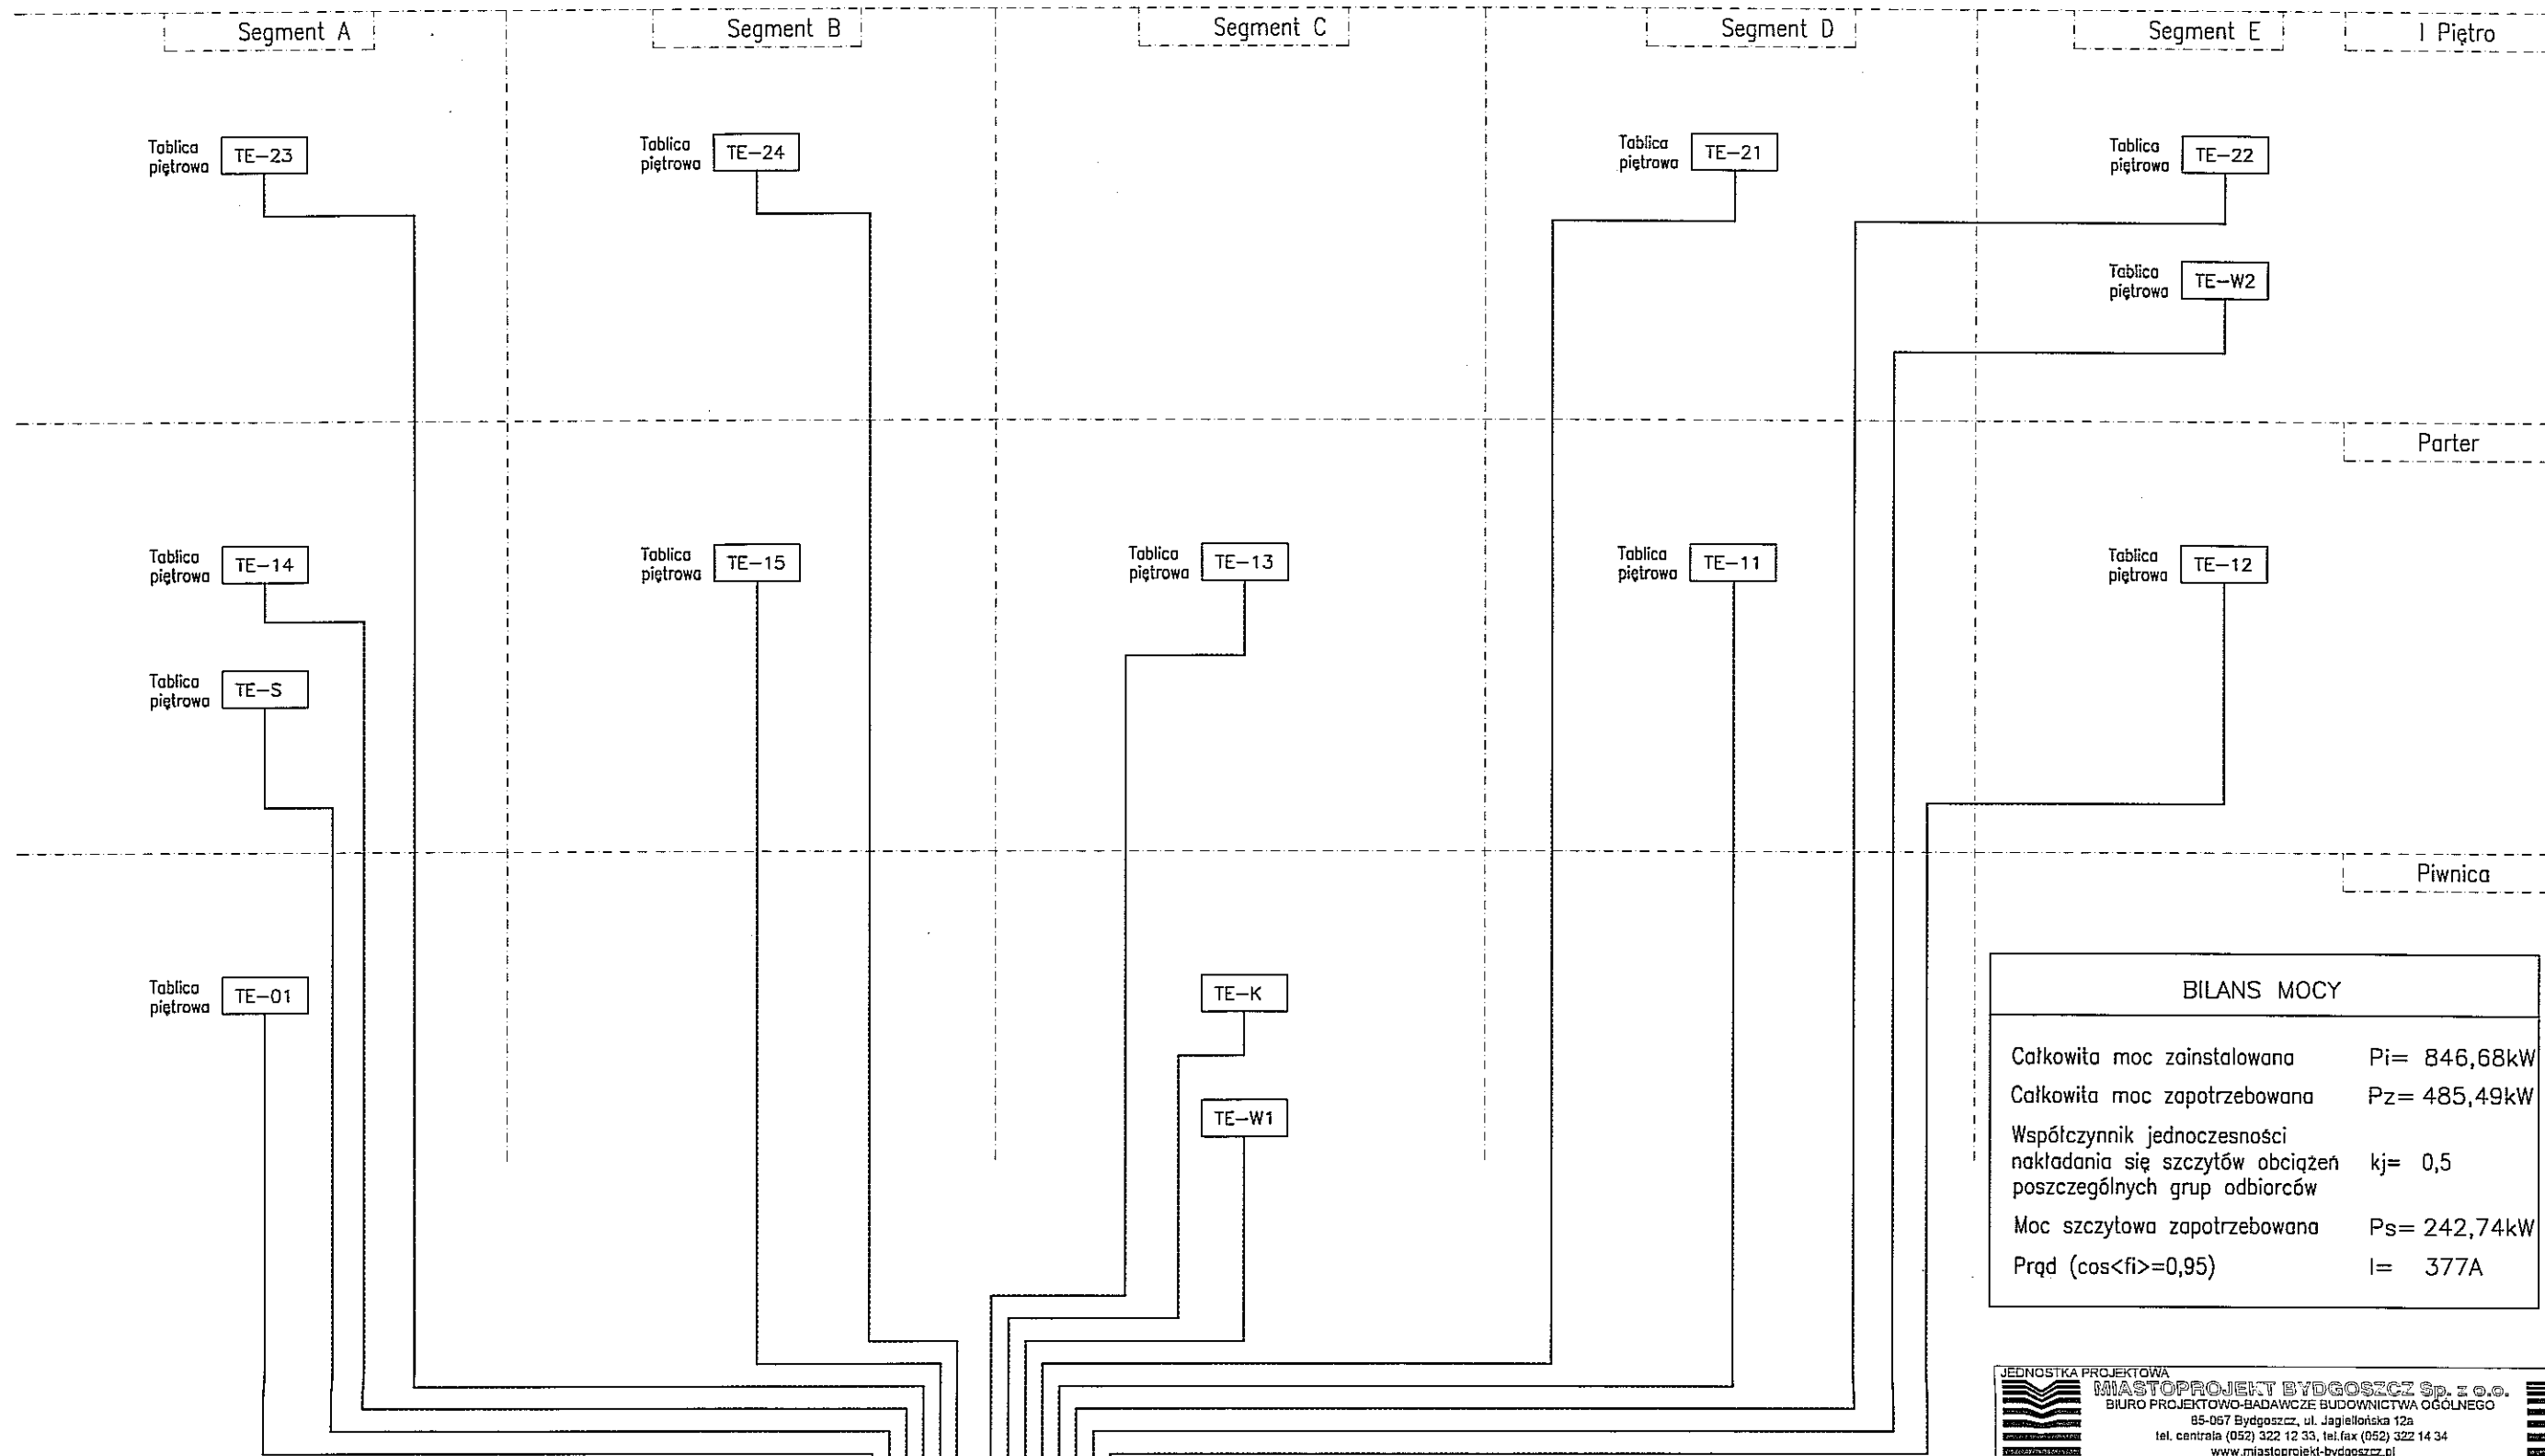 Segment A
Segment B
Segment C
Segment D
Segment E
I Piętro
Tablica
piętrowa
TE-23
Tablica
piętrowa
TE-24
Tablica
piętrowa
TE-21
Tablica
piętrowa
TE-22
Tablica
piętrowa
TE-W2
Parter
Tablica
piętrowa
TE-14
Tablica
piętrowa
TE-15
Tablica
piętrowa
TE-13
Tablica
piętrowa
TE-11
Tablica
piętrowa
TE-12
Tablica
piętrowa
TE-S
Piwnica
Tablica
piętrowa
TE-01
TE-K
TE-W1
BILANS MOCY
Całkowita moc zainstalowana Pi= 846,68kW
Całkowita moc zapotrzebowana Pz= 485,49kW
Współczynnik jednoczesności
nakładania się szczytów obciążeń kj= 0,5
poszczególnych grup odbiorców
Moc szczytowa zapotrzebowana Ps= 242,74kW
Prąd (cos<fi>=0,95) I= 377A
JEDNOSTKA PROJEKTOWA
MIASTOPROJEKT BYDGOSZCZ Sp. z o.o.
BIURO PROJEKTOWO-BADAWCZE BUDOWNICTWA OGÓLNEGO
85-067 Bydgoszcz, ul. Jagiellońska 12a
tel. centrala (052) 322 12 33, tel.fax (052) 322 14 34
www.miastoprojekt-bydgoszcz.pl